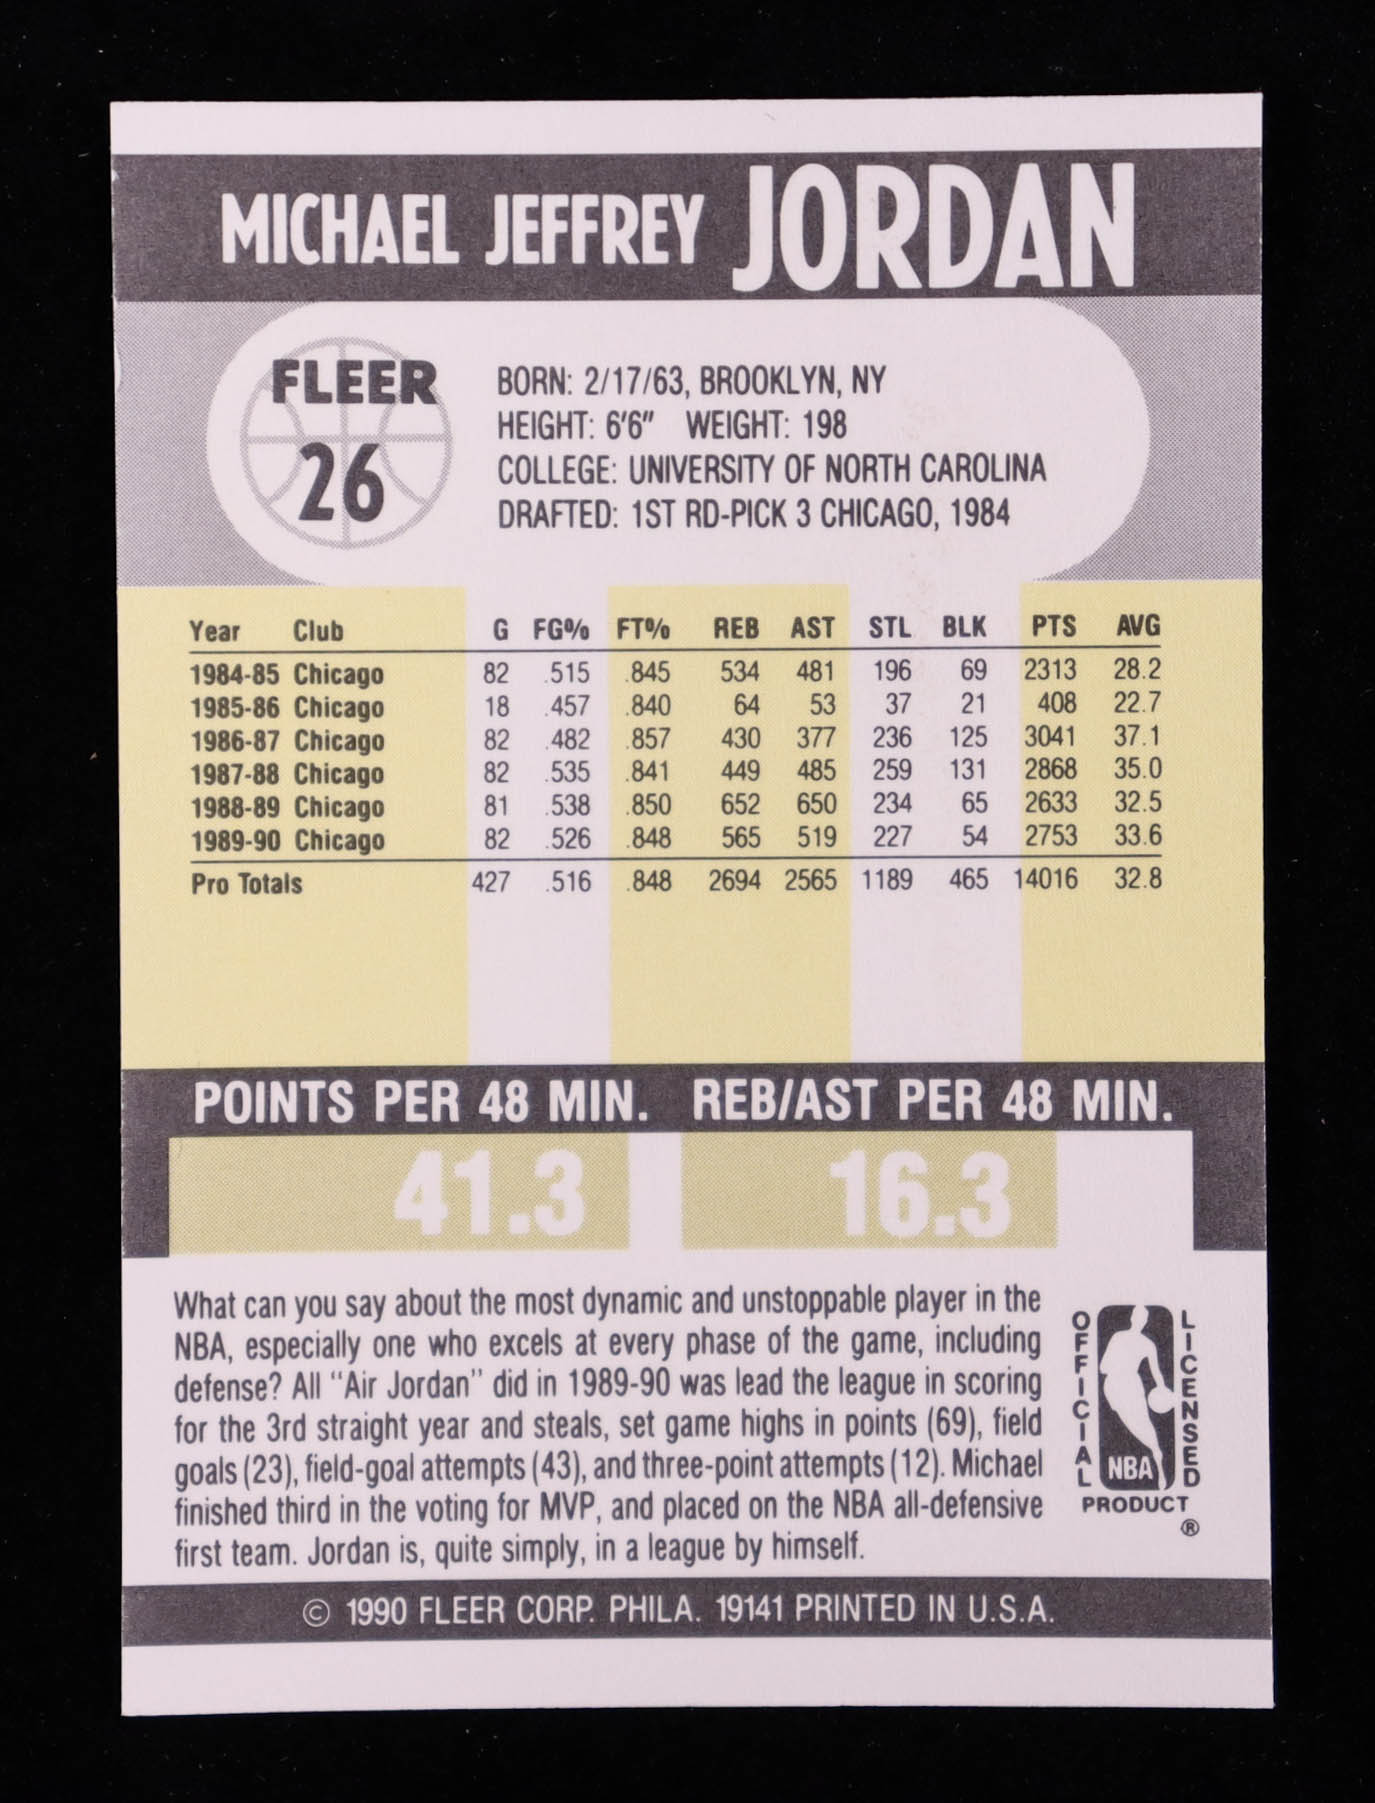 MICHAEL JEFFREY JORDAN
FLEER
26
BORN: 2/17/63, BROOKLYN, NY
HEIGHT: 6'6" WEIGHT: 198
COLLEGE: UNIVERSITY OF NORTH CAROLINA
DRAFTED: 1ST RD-PICK 3 CHICAGO, 1984
Year Club G FG% FT% REB AST STL BLK PTS AVG
1984-85 Chicago 82 .515 .845 534 481 196 69 2313 28.2
1985-86 Chicago 18 .457 .840 64 53 37 21 408 22.7
1986-87 Chicago 82 .482 .857 430 377 236 125 3041 37.1
1987-88 Chicago 82 .535 .841 449 485 259 131 2868 35.0
1988-89 Chicago 81 .538 .850 652 650 234 65 2633 32.5
1989-90 Chicago 82 .526 .848 565 519 227 54 2753 33.6
Pro Totals 427 .516 .848 2694 2565 1189 465 14016 32.8
POINTS PER 48 MIN. REB/AST PER 48 MIN.
41.3 16.3
What can you say about the most dynamic and unstoppable player in the
NBA, especially one who excels at every phase of the game, including
defense? All "Air Jordan" did in 1989-90 was lead the league in scoring
for the 3rd straight year and steals, set game highs in points (69), field
goals (23), field-goal attempts (43), and three-point attempts (12). Michael
finished third in the voting for MVP, and placed on the NBA all-defensive
first team. Jordan is, quite simply, in a league by himself.
OFFICIAL
LICENSED
NBA
PRODUCT
®
© 1990 FLEER CORP. PHILA. 19141 PRINTED IN U.S.A.